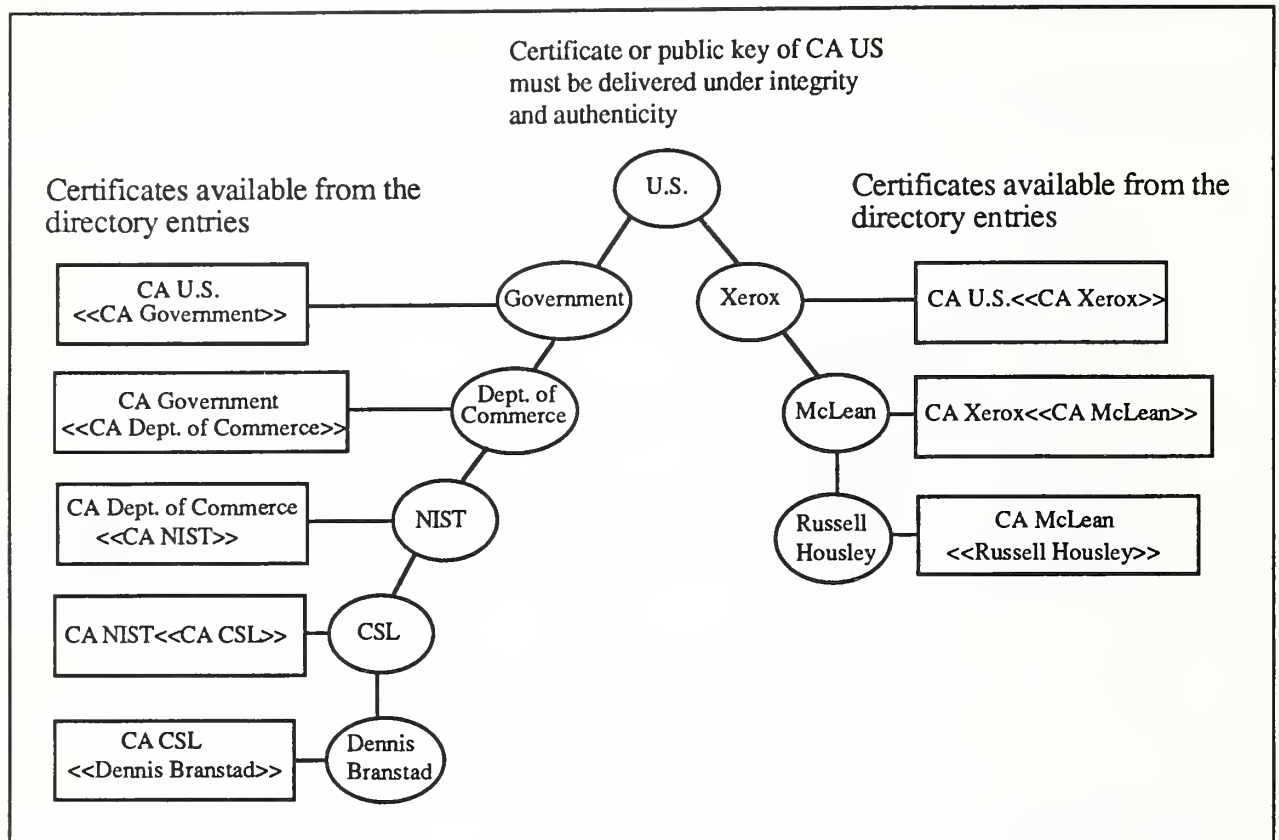 Certificate or public key of CA US
must be delivered under integrity
and authenticity
U.S.
Certificates available from the
directory entries
Certificates available from the
directory entries
CA U.S.
<<CA Government>>
Government
Xerox
CA U.S.<<CA Xerox>>
CA Government
<<CA Dept. of Commerce>>
Dept. of
Commerce
McLean
CA Xerox<<CA McLean>>
CA Dept. of Commerce
<<CA NIST>>
NIST
Russell
Housley
CA McLean
<<Russell Housley>>
CA NIST<<CA CSL>>
CSL
CA CSL
<<Dennis Branstad>>
Dennis
Branstad